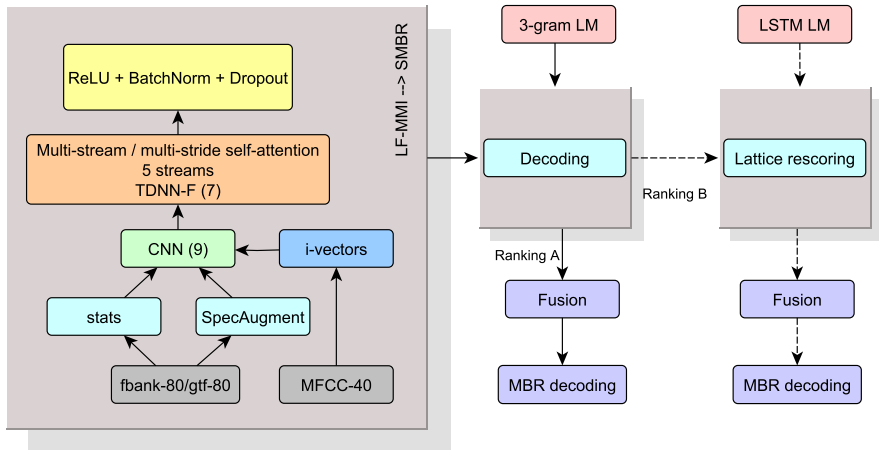 ReLU + BatchNorm + Dropout
Multi-stream / multi-stride self-attention
5 streams
TDNN-F (7)
CNN (9)
i-vectors
stats
SpecAugment
fbank-80/gtf-80
MFCC-40
LF-MMI --> SMBR
3-gram LM
Decoding
Ranking A
Fusion
MBR decoding
Ranking B
LSTM LM
Lattice rescoring
Fusion
MBR decoding